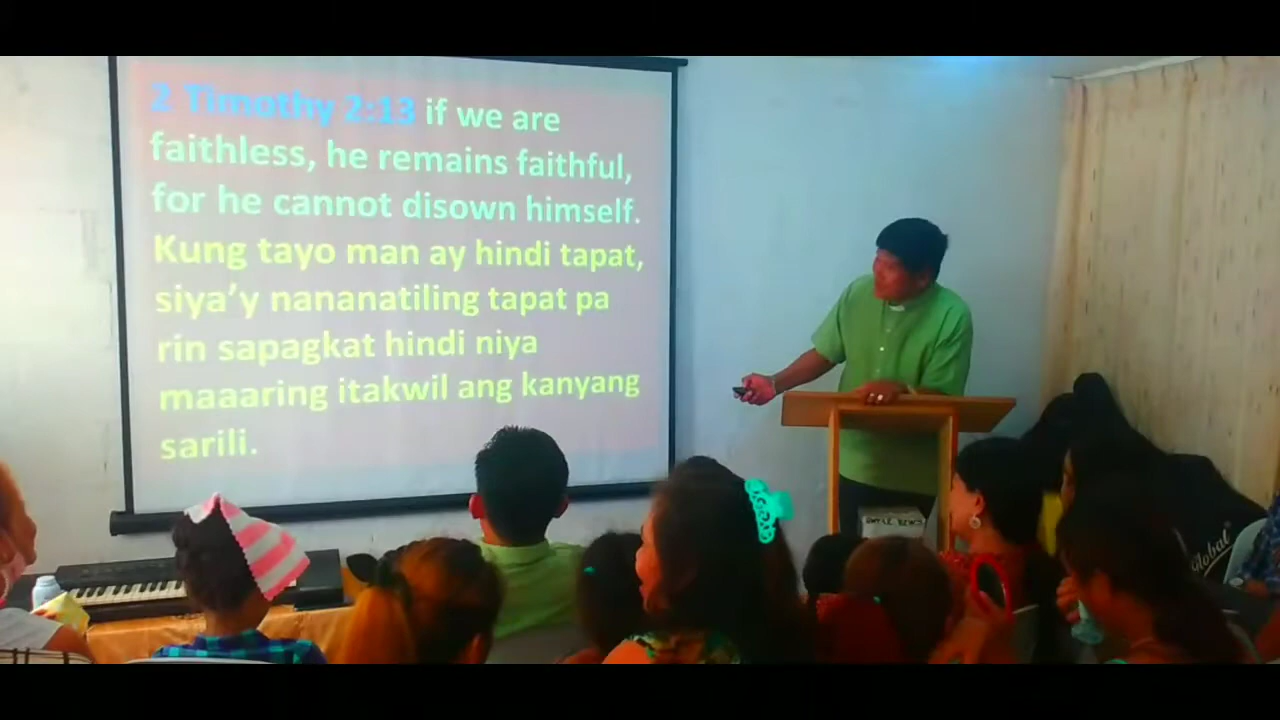 2 Timothy 2:13 if we are
faithless, he remains faithful,
for he cannot disown himself.
Kung tayo man ay hindi tapat,
siya'y nananatiling tapat pa
rin sapagkat hindi niya
maaaring itakwil ang kanyang
sarili.
Global